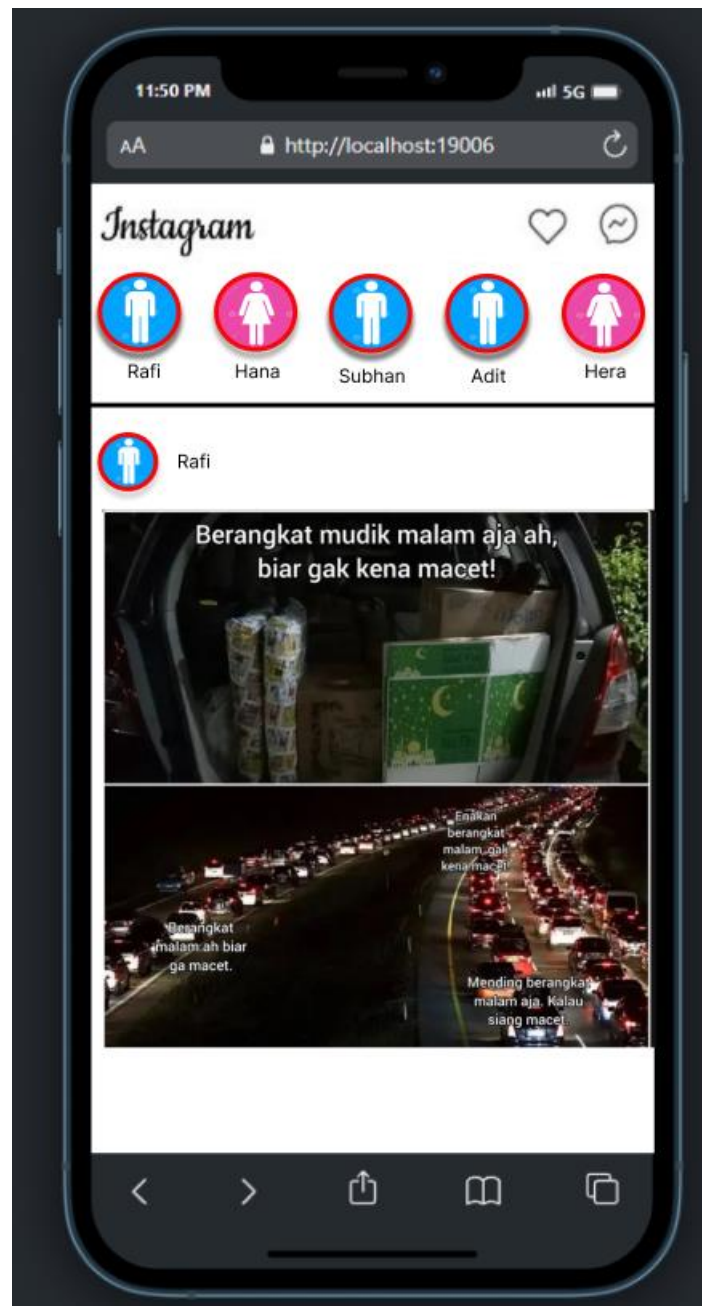 11:50 PM
5G
AA
http://localhost:19006
Instagram
Rafi
Hana
Subhan
Adit
Hera
Rafi
Berangkat mudik malam aja ah,
biar gak kena macet!
Enakan
berangkat
malam, gak
kena macet!
Berangkat
malam ah biar
ga macet.
Mending berangkat
malam aja. Kalau
siang macet.